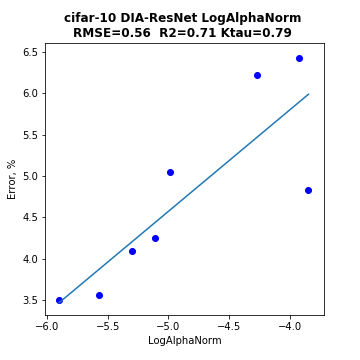 cifar-10 DIA-ResNet LogAlphaNorm
RMSE=0.56 R2=0.71 Ktau=0.79
6.5
6.0
5.5
5.0
4.5
4.0
3.5
Error, %
−6.0 −5.5 −5.0 −4.5 −4.0
LogAlphaNorm